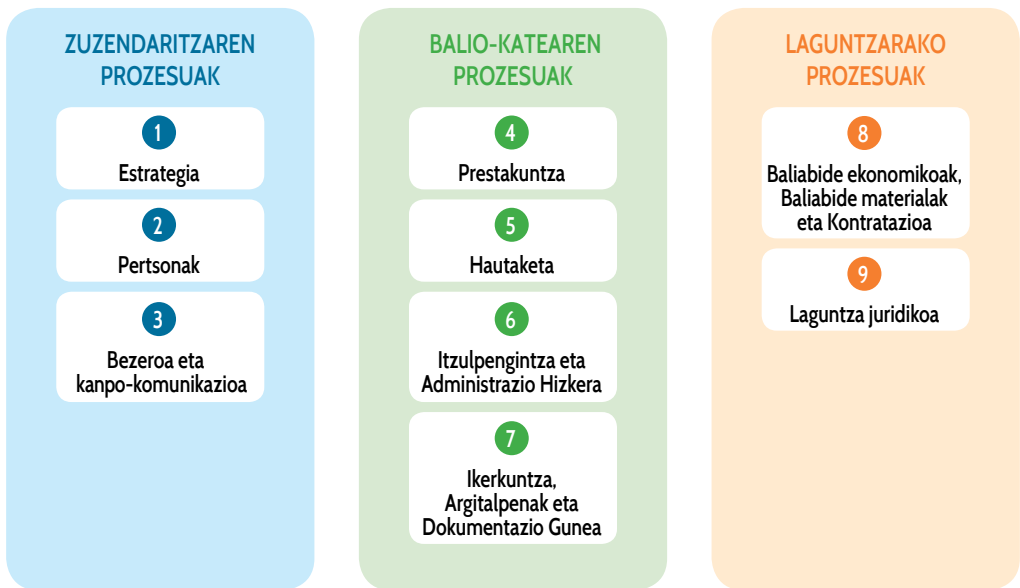 ZUZENDARITZAREN
PROZESUAK
1
Estrategia
2
Pertsonak
3
Bezeroa eta
kanpo-komunikazioa
BALIO-KATEAREN
PROZESUAK
4
Prestakuntza
5
Hautaketa
6
Itzulpengintza eta
Administrazio Hizkera
7
Ikerkuntza,
Argitalpenak eta
Dokumentazio Gunea
LAGUNTZARAKO
PROZESUAK
8
Baliabide ekonomikoak,
Baliabide materialak
eta Kontratazioa
9
Laguntza juridikoa